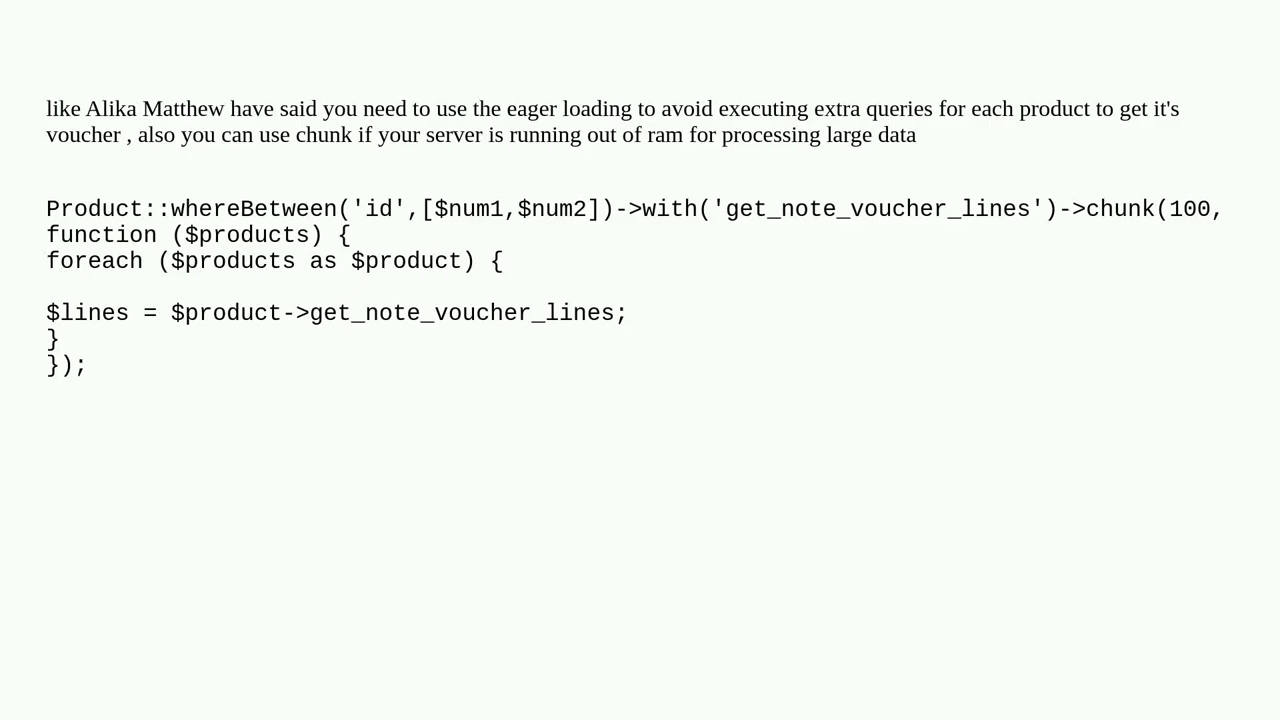 like Alika Matthew have said you need to use the eager loading to avoid executing extra queries for each product to get it's
voucher , also you can use chunk if your server is running out of ram for processing large data
Product::whereBetween('id',[$num1,$num2])->with('get_note_voucher_lines')->chunk(100,
function ($products) {
foreach ($products as $product) {
$lines = $product->get_note_voucher_lines;
}
});